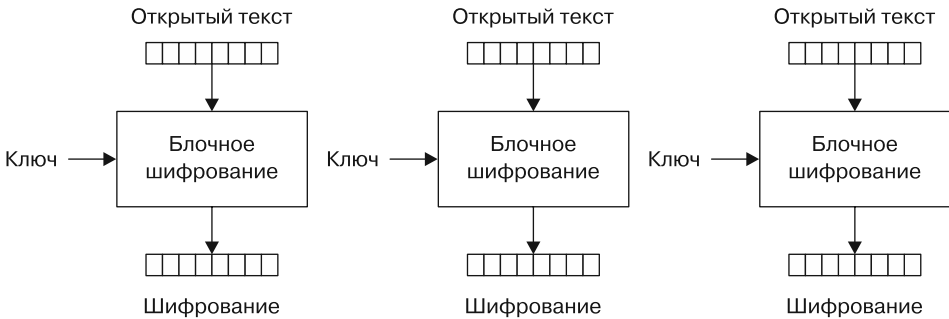 Открытый текст Открытый текст Открытый текст
Ключ Блочное шифрование Ключ Блочное шифрование Ключ Блочное шифрование
Шифрование Шифрование Шифрование